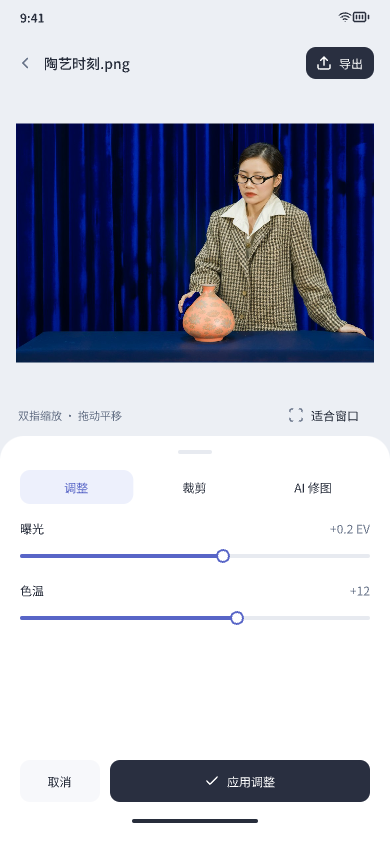 9:41
陶艺时刻.png
导出
双指缩放 · 拖动平移
适合窗口
调整
裁剪
AI 修图
曝光
+0.2 EV
色温
+12
取消
应用调整